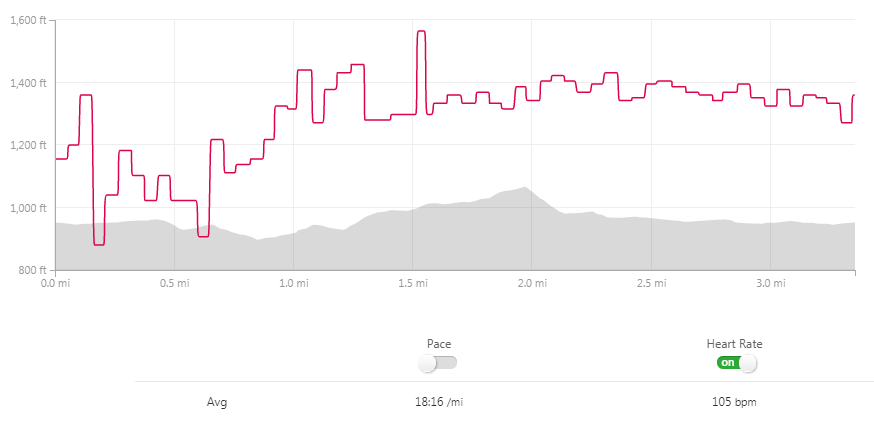 1,600 ft
1,400 ft
1,200 ft
1,000 ft
800 ft
0.0 mi 0.5 mi 1.0 mi 1.5 mi 2.0 mi 2.5 mi 3.0 mi
Pace Heart Rate
on
Avg 18:16 /mi 105 bpm